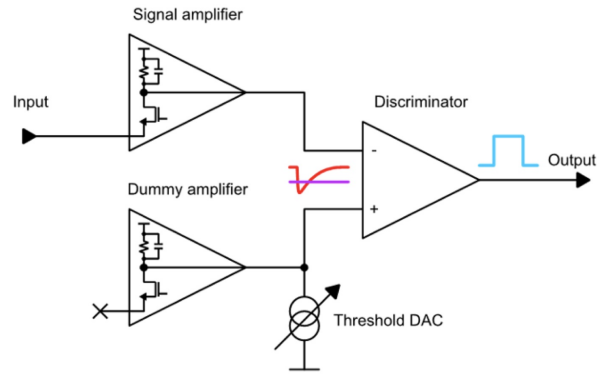 Signal amplifier
Input
Discriminator
-
Output
Dummy amplifier
+
Threshold DAC